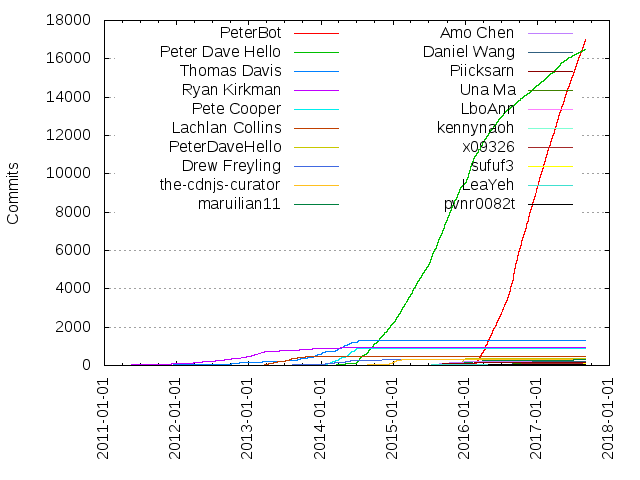 18000
16000
14000
12000
10000
8000
6000
4000
2000
0
Commits
PeterBot
Peter Dave Hello
Thomas Davis
Ryan Kirkman
Pete Cooper
Lachlan Collins
PeterDaveHello
Drew Freyling
the-cdnjs-curator
maruilian11
Amo Chen
Daniel Wang
Piicksarn
Una Ma
LboAnn
kennynaoh
x09326
sufuf3
LeaYeh
pvnr0082t
2011-01-01
2012-01-01
2013-01-01
2014-01-01
2015-01-01
2016-01-01
2017-01-01
2018-01-01